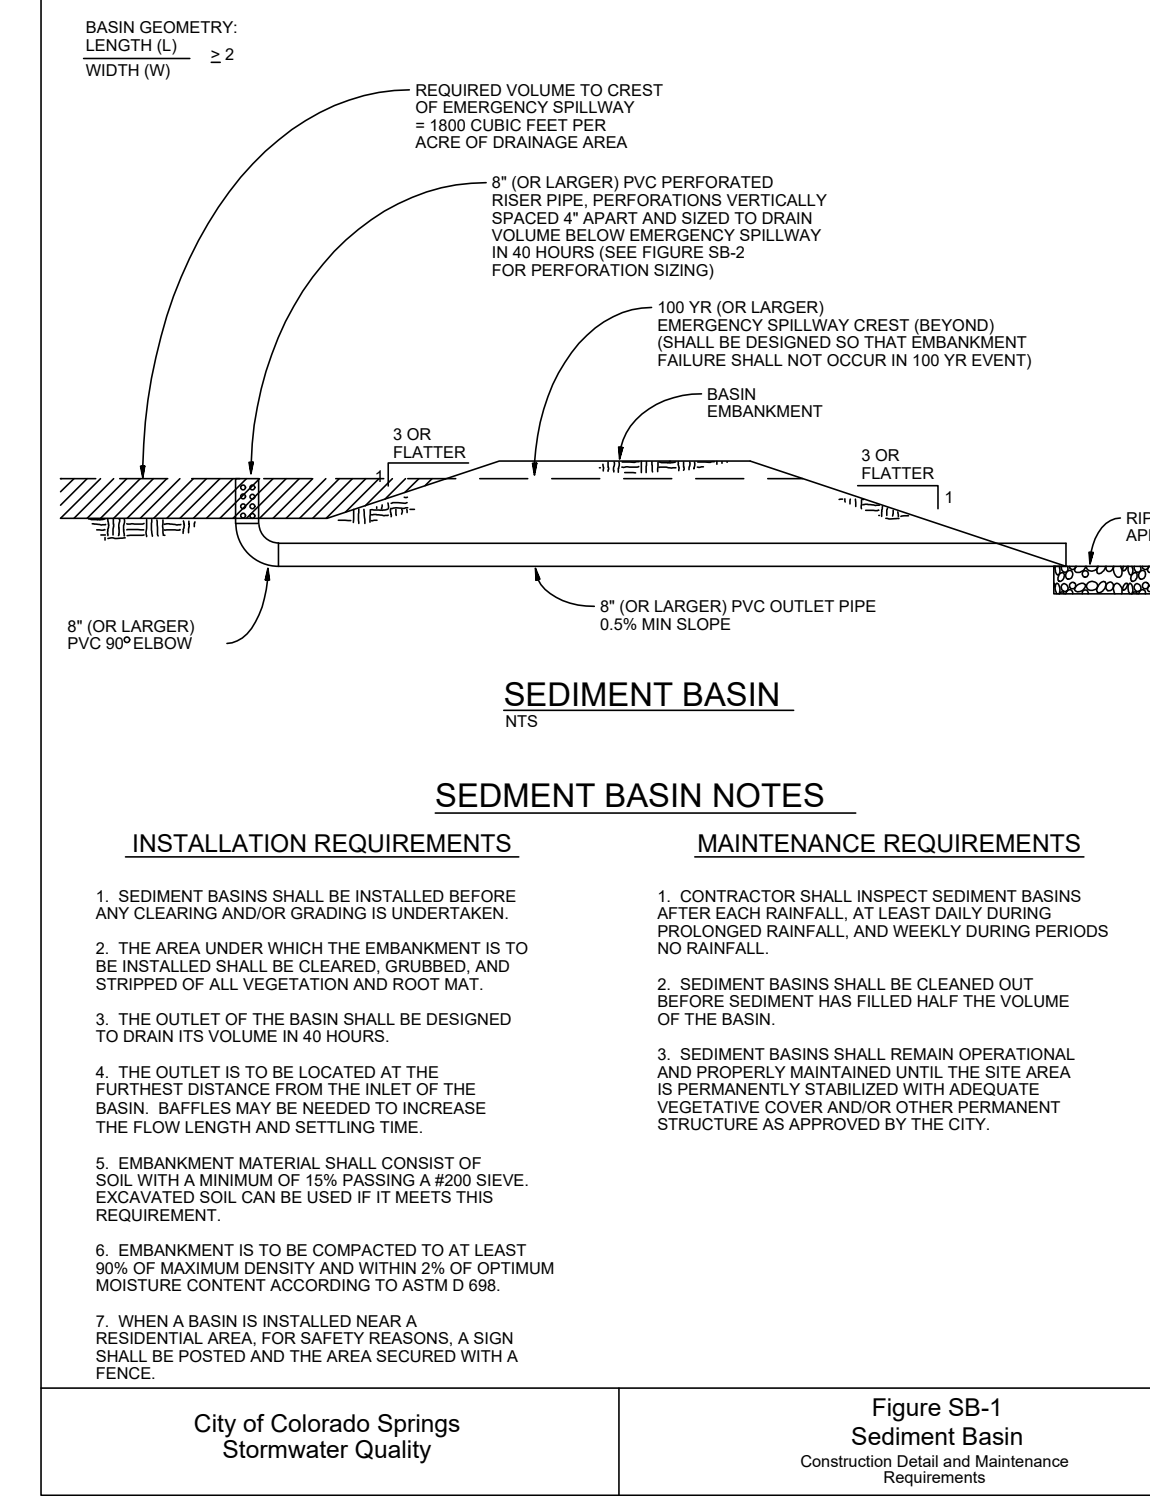 BASIN GEOMETRY:
LENGTH (L)
WIDTH (W)
≥ 2
REQUIRED VOLUME TO CREST
OF EMERGENCY SPILLWAY
= 1800 CUBIC FEET PER
ACRE OF DRAINAGE AREA
8" (OR LARGER) PVC PERFORATED
RISER PIPE, PERFORATIONS VERTICALLY
SPACED 4" APART AND SIZED TO DRAIN
VOLUME BELOW EMERGENCY SPILLWAY
IN 40 HOURS (SEE FIGURE SB-2
FOR PERFORATION SIZING)
100 YR (OR LARGER)
EMERGENCY SPILLWAY CREST (BEYOND)
(SHALL BE DESIGNED SO THAT EMBANKMENT
FAILURE SHALL NOT OCCUR IN 100 YR EVENT)
BASIN
EMBANKMENT
3 OR
FLATTER
1
3 OR
FLATTER
1
RIP
8" (OR LARGER) PVC OUTLET PIPE
0.5% MIN SLOPE
8" (OR LARGER)
PVC 90° ELBOW
SEDIMENT BASIN
NTS
SEDMENT BASIN NOTES
INSTALLATION REQUIREMENTS
1. SEDIMENT BASINS SHALL BE INSTALLED BEFORE
ANY CLEARING AND/OR GRADING IS UNDERTAKEN.
2. THE AREA UNDER WHICH THE EMBANKMENT IS TO
BE INSTALLED SHALL BE CLEARED, GRUBBED, AND
STRIPPED OF ALL VEGETATION AND ROOT MAT.
3. THE OUTLET OF THE BASIN SHALL BE DESIGNED
TO DRAIN ITS VOLUME IN 40 HOURS.
4. THE OUTLET IS TO BE LOCATED AT THE
FURTHEST DISTANCE FROM THE INLET OF THE
BASIN. BAFFLES MAY BE NEEDED TO INCREASE
THE FLOW LENGTH AND SETTLING TIME.
5. EMBANKMENT MATERIAL SHALL CONSIST OF
SOIL WITH A MINIMUM OF 15% PASSING A #200 SIEVE.
EXCAVATED SOIL CAN BE USED IF IT MEETS THIS
REQUIREMENT.
6. EMBANKMENT IS TO BE COMPACTED TO AT LEAST
90% OF MAXIMUM DENSITY AND WITHIN 2% OF OPTIMUM
MOISTURE CONTENT ACCORDING TO ASTM D 698.
7. WHEN A BASIN IS INSTALLED NEAR A
RESIDENTIAL AREA, FOR SAFETY REASONS, A SIGN
SHALL BE POSTED AND THE AREA SECURED WITH A
FENCE.
MAINTENANCE REQUIREMENTS
1. CONTRACTOR SHALL INSPECT SEDIMENT BASINS
AFTER EACH RAINFALL, AT LEAST DAILY DURING
PROLONGED RAINFALL, AND WEEKLY DURING PERIODS
NO RAINFALL.
2. SEDIMENT BASINS SHALL BE CLEANED OUT
BEFORE SEDIMENT HAS FILLED HALF THE VOLUME
OF THE BASIN.
3. SEDIMENT BASINS SHALL REMAIN OPERATIONAL
AND PROPERLY MAINTAINED UNTIL THE SITE AREA
IS PERMANENTLY STABILIZED WITH ADEQUATE
VEGETATIVE COVER AND/OR OTHER PERMANENT
STRUCTURE AS APPROVED BY THE CITY.
City of Colorado Springs
Stormwater Quality
Figure SB-1
Sediment Basin
Construction Detail and Maintenance
Requirements